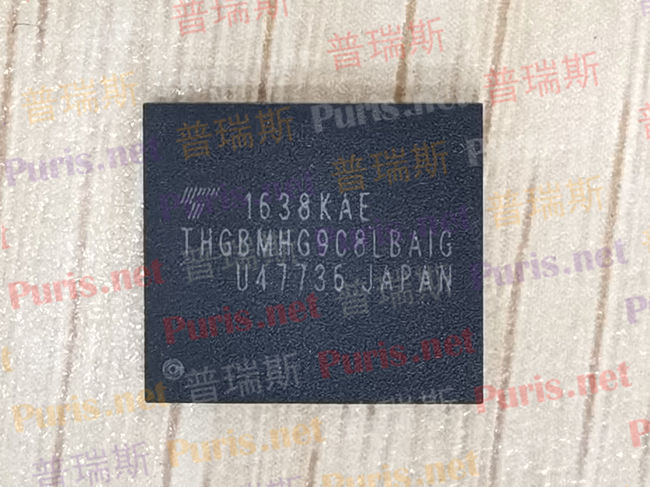 普瑞斯
Puris.net
1638KAE
THGBMHG9C8LBAIG
U47736 JAPAN